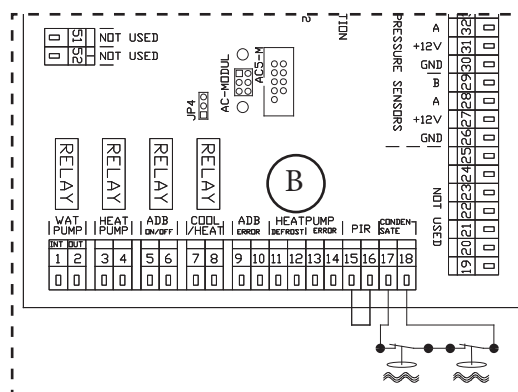 51 NOT USED
52 NOT USED
2
TION
AC-MODUL
AC5-M
JP4
PRESSURE SENSORS
A 32
+12V 31
GND 30
B 29
A 28
+12V 27
GND 26
25
24
23
22
21
20
19
NOT USED
RELAY RELAY RELAY RELAY
B
WAT PUMP
HEAT PUMP
ADB ON/OFF
COOL /HEAT
ADB ERROR
HEATPUMP DEFROST ERROR
PIR
CONDEN-SATE
INT OUT
1 2 3 4 5 6 7 8 9 10 11 12 13 14 15 16 17 18